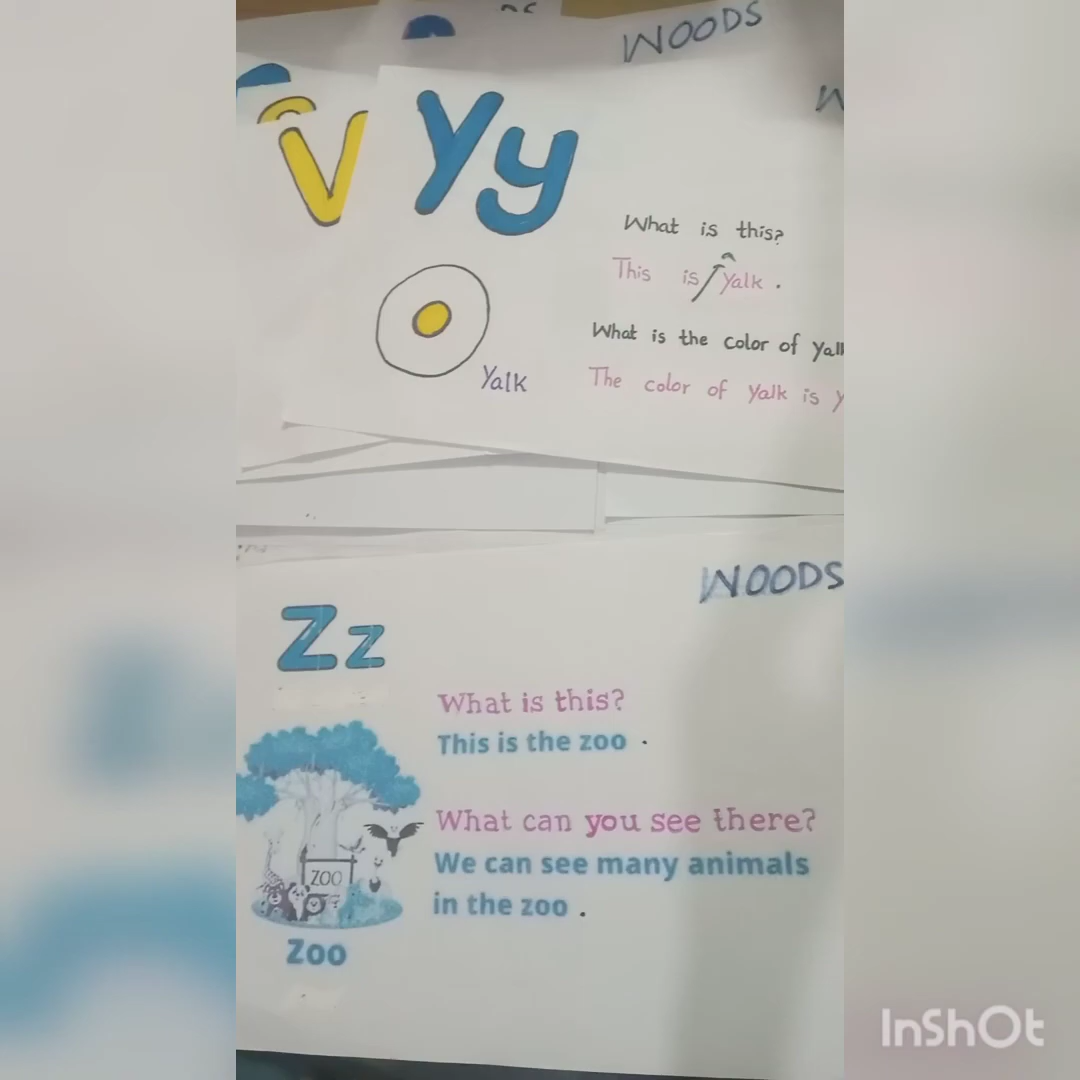 WOODS
V
Yy
What is this?
This is a Yalk .
What is the color of
Yalk
The color of Yalk is
WOODS
Zz
What is this?
This is the zoo .
What can you see there?
We can see many animals
in the zoo .
ZOO
Zoo
InShOt